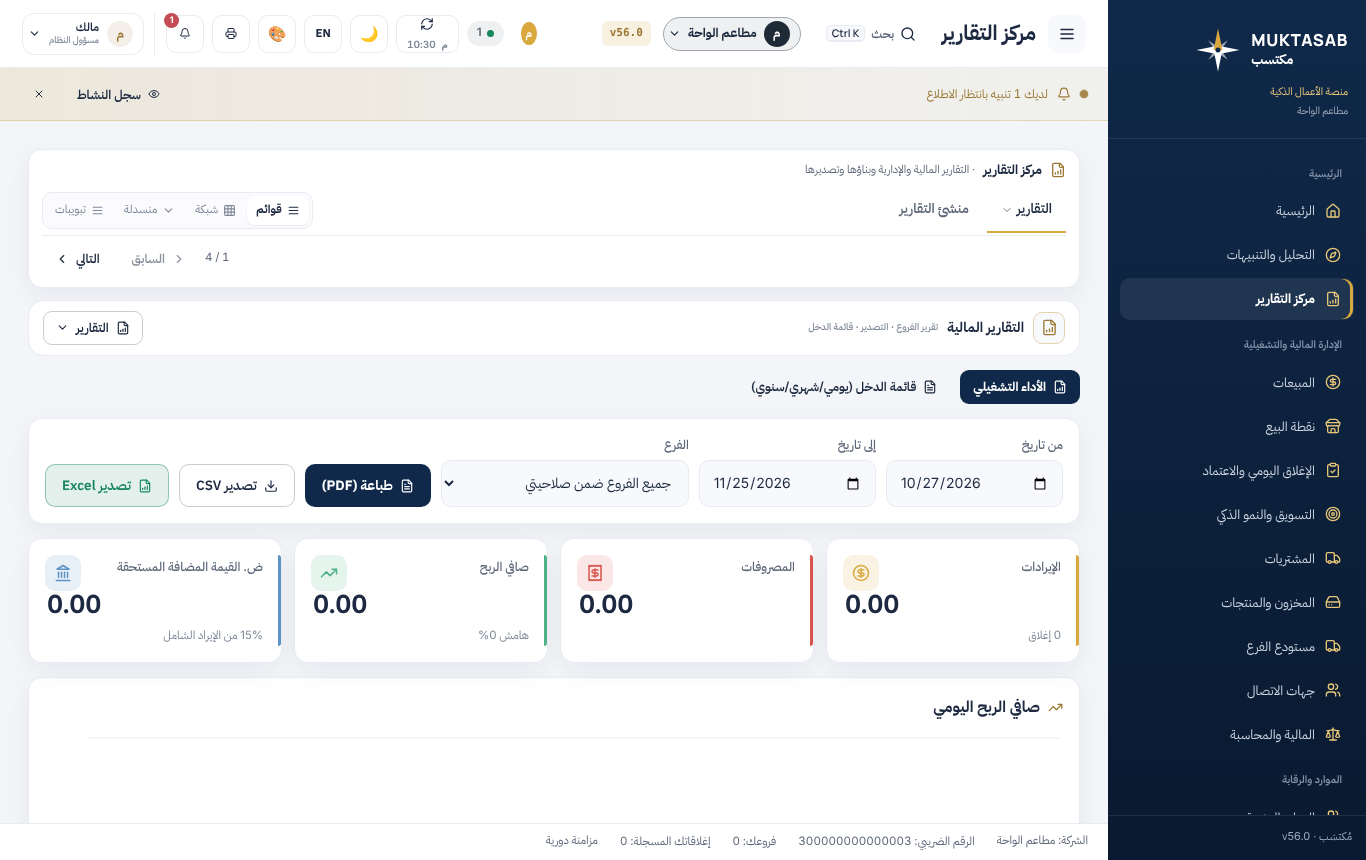 MUKTASAB
مكتسب
منصة الأعمال الذكية
مطاعم الواحة
الرئيسية
الرئيسية
التحليل والتنبيهات
مركز التقارير
الإدارة المالية والتشغيلية
المبيعات
نقطة البيع
الإغلاق اليومي والاعتماد
التسويق والنمو الذكي
المشتريات
المخزون والمنتجات
مستودع الفرع
جهات الاتصال
المالية والمحاسبة
الموارد والرقابة
مُكتسَب · v56.0
مركز التقارير
بحث Ctrl K
م مطاعم الواحة
v56.0
م
1
10:30 م
EN
1
م
مالك
مسؤول النظام
لديك 1 تنبيه بانتظار الاطلاع
سجل النشاط
مركز التقارير · التقارير المالية والإدارية وبناؤها وتصديرها
التقارير منشئ التقارير
قوائم شبكة منسدلة تبويبات
1 / 4 السابق التالي
التقارير المالية تقرير الفروع · التصدير · قائمة الدخل
التقارير
الأداء التشغيلي قائمة الدخل (يومي/شهري/سنوي)
من تاريخ إلى تاريخ الفرع
10/27/2026 11/25/2026 جميع الفروع ضمن صلاحيتي طباعة (PDF) تصدير CSV تصدير Excel
الإيرادات
0.00
0 إغلاق
المصروفات
0.00
صافي الربح
0.00
هامش 0%
ض. القيمة المضافة المستحقة
0.00
15% من الإيراد الشامل
صافي الربح اليومي
الشركة: مطاعم الواحة الرقم الضريبي: 300000000000003 فروعك: 0 إغلاقاتك المسجلة: 0 مزامنة دورية